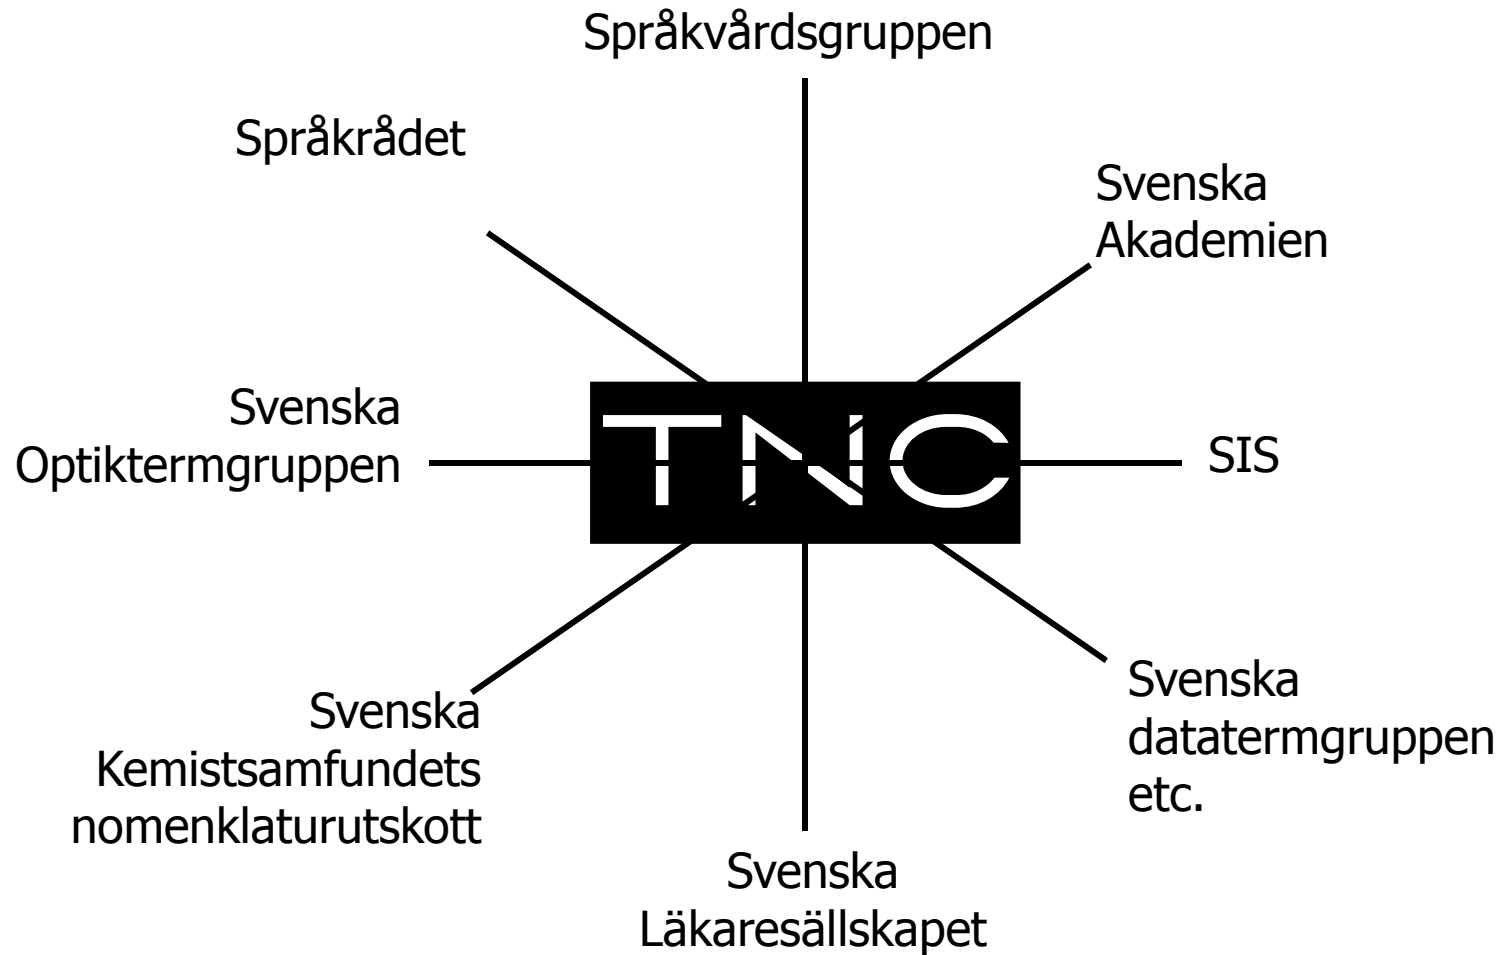 Språkvårdsgruppen
Språkrådet
Svenska
Akademien
Svenska
Optiktermgruppen
TNC
SIS
Svenska
Kemistsamfundets
nomenklaturutskott
Svenska
datatermgruppen
etc.
Svenska
Läkaresällskapet